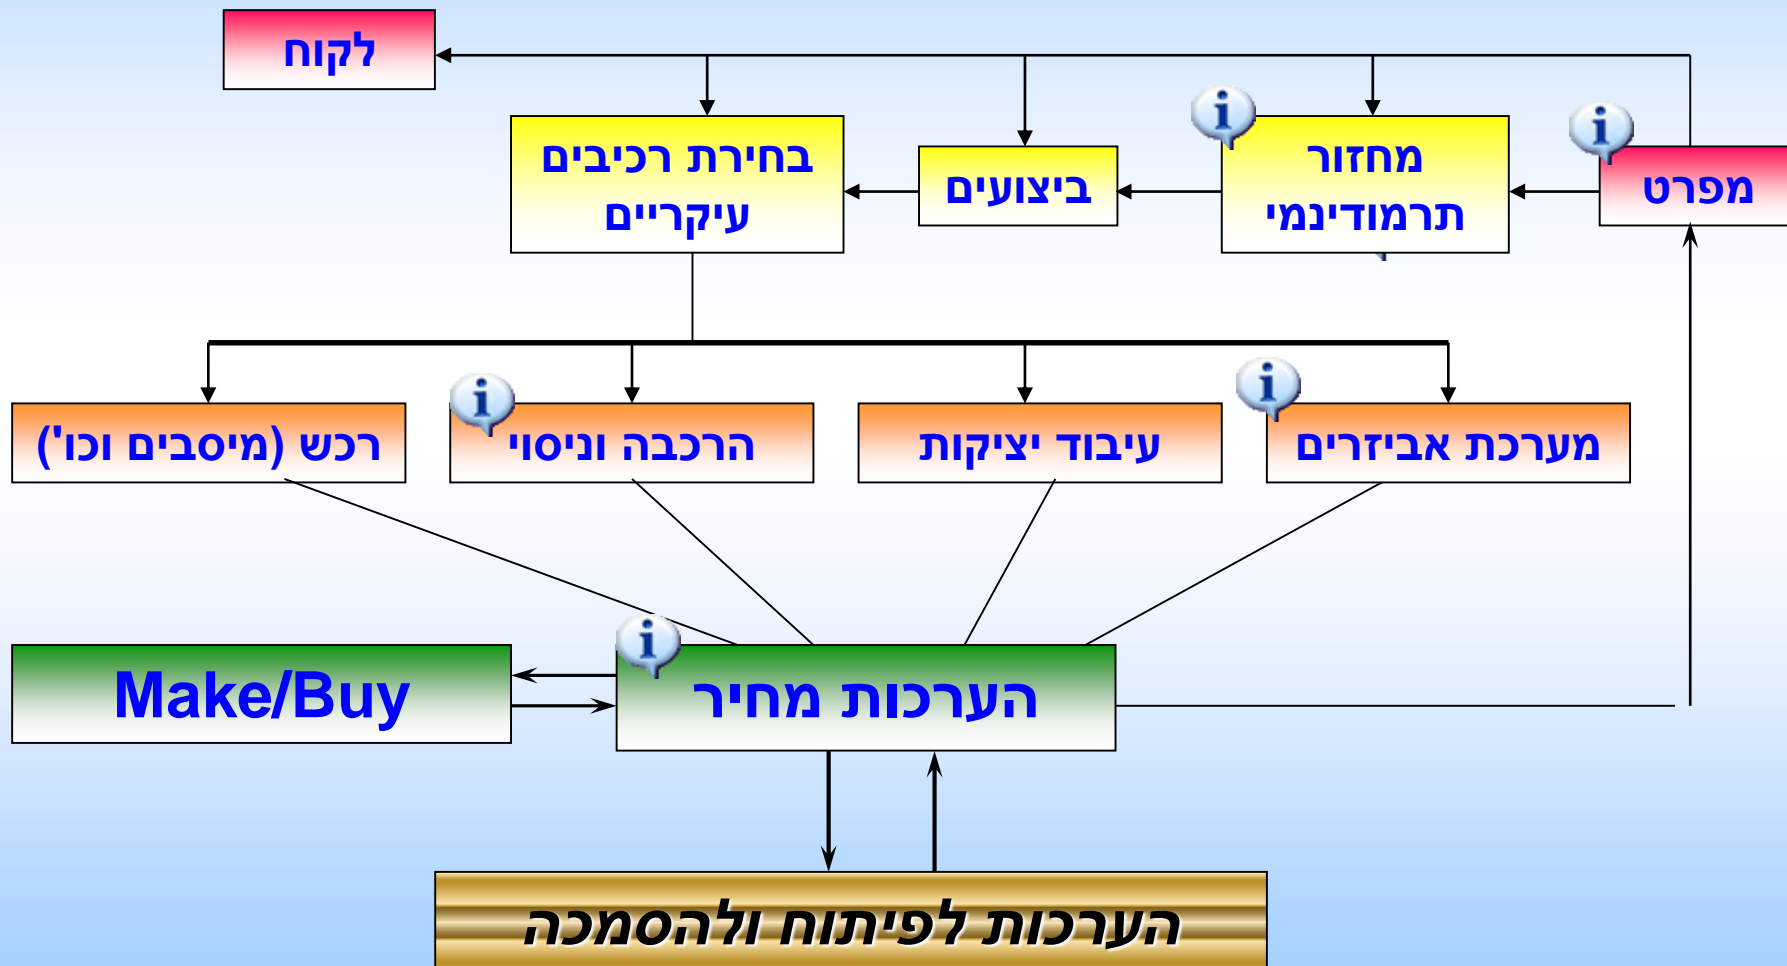 לקוח
מפרט
מחזור
תרמודינמי
ביצועים
בחירת רכיבים
עיקריים
מערכת אביזרים
עיבוד יציקות
הרכבה וניסוי
רכש (מיסבים וכו')
הערכות מחיר
Make/Buy
הערכות לפיתוח ולהסמכה